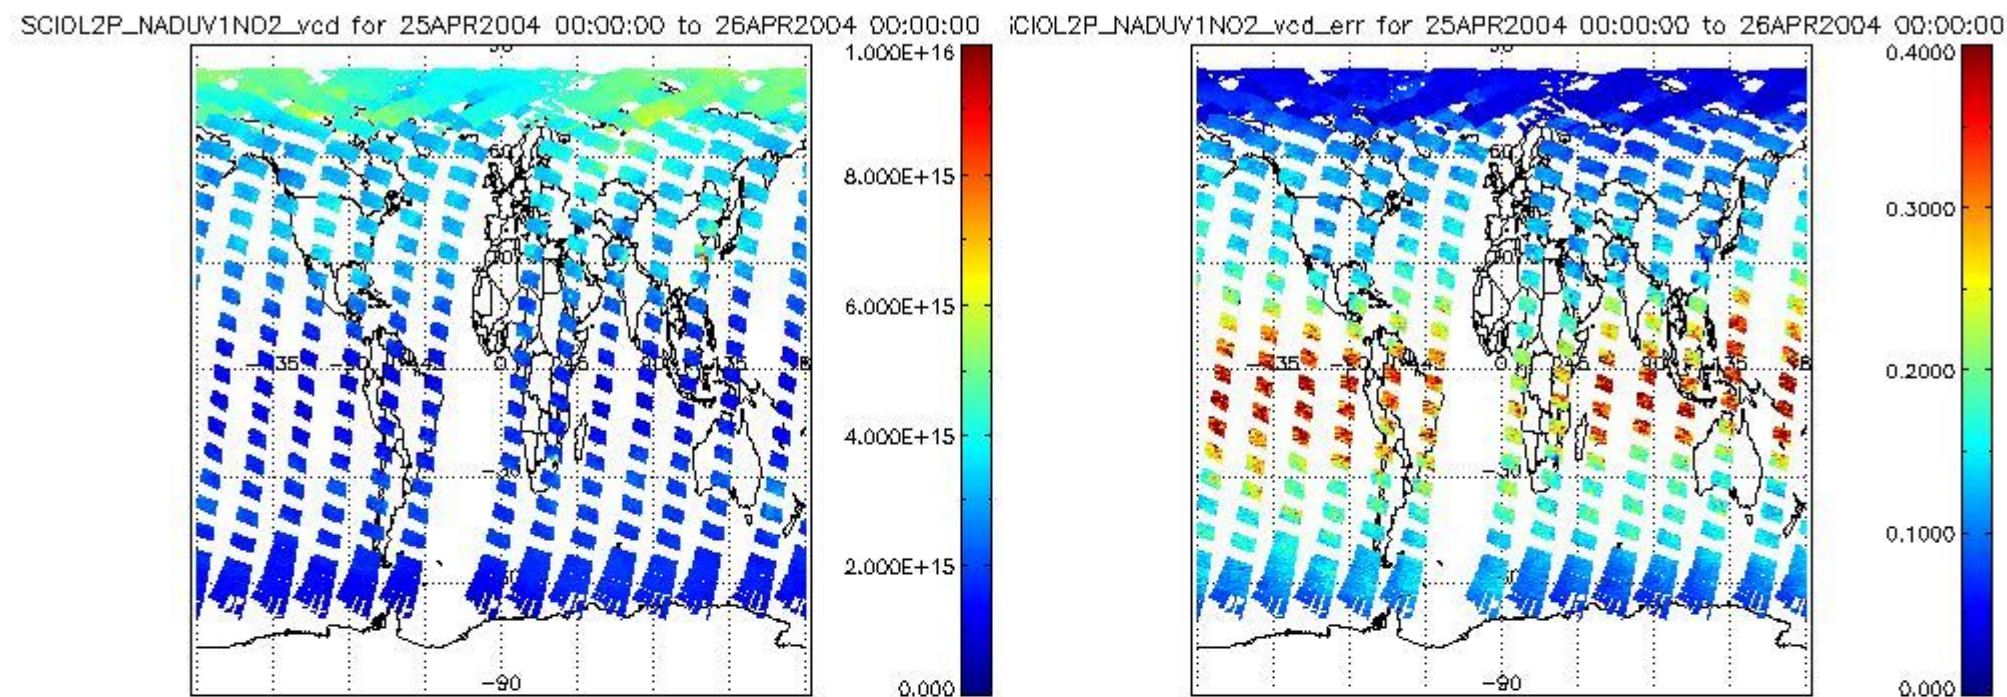 SCIOL2P_NADUV1NO2_vcd for 25APR2004 00:00:00 to 26APR2004 00:00:00
1.000E+16
8.000E+15
6.000E+15
4.000E+15
2.000E+15
0.000
-90
CIOL2P_NADUV1NO2_vcd_err for 25APR2004 00:00:00 to 26APR2004 00:00:00
0.4000
0.3000
0.2000
0.1000
0.000
-90